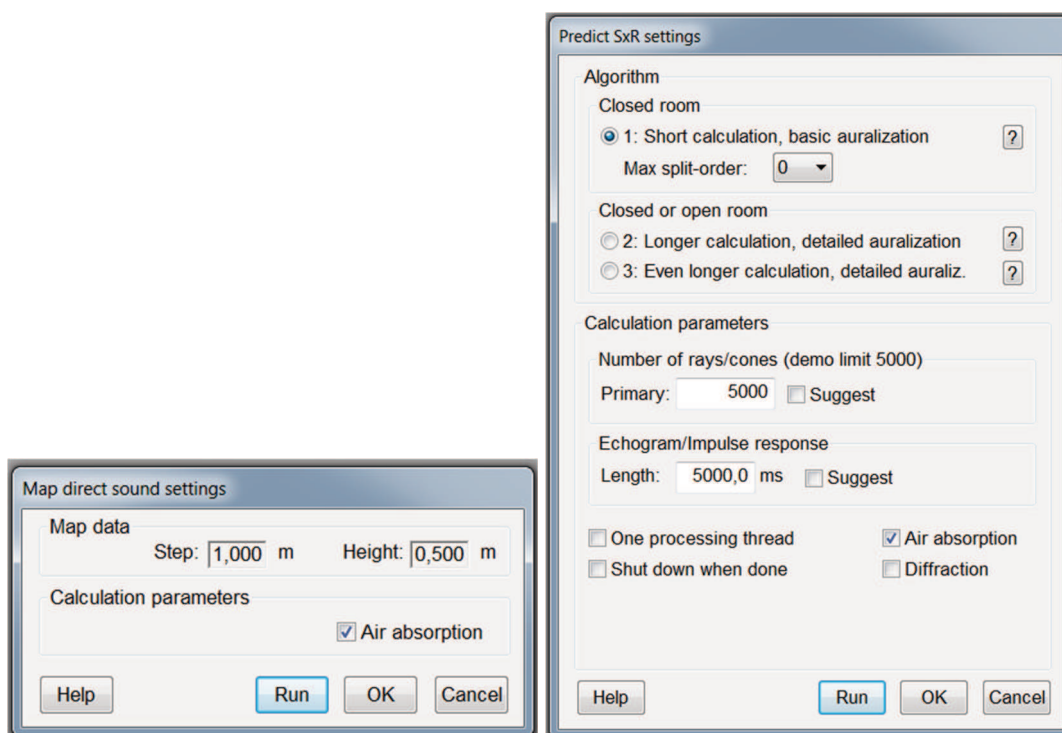 Map direct sound settings
Map data
Step: 1,000 m Height: 0,500 m
Calculation parameters
Air absorption
Help Run OK Cancel
Predict SxR settings
Algorithm
Closed room
1: Short calculation, basic auralization ?
Max split-order: 0
Closed or open room
2: Longer calculation, detailed auralization ?
3: Even longer calculation, detailed auraliz. ?
Calculation parameters
Number of rays/cones (demo limit 5000)
Primary: 5000 Suggest
Echogram/Impulse response
Length: 5000,0 ms Suggest
One processing thread Air absorption
Shut down when done Diffraction
Help Run OK Cancel